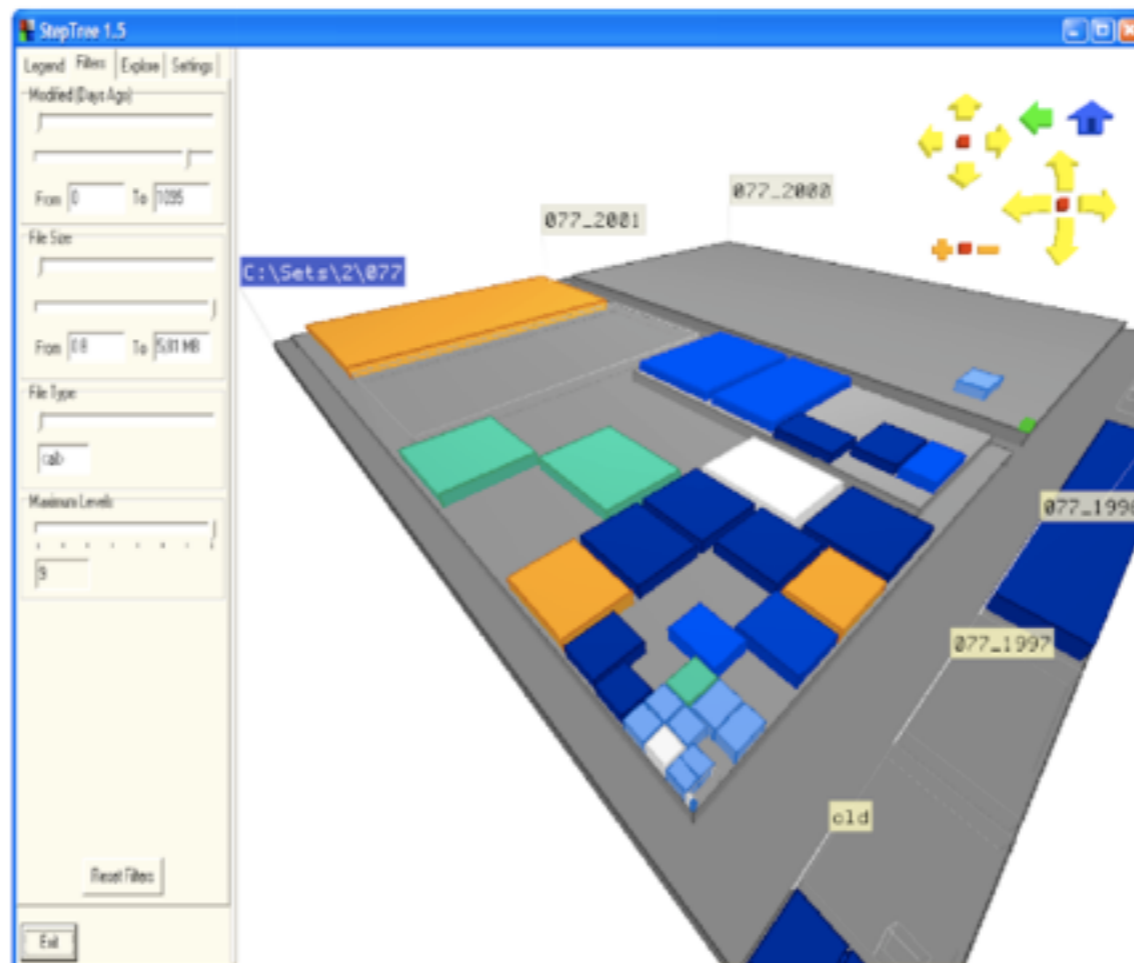 StepTree 1.5
Legend Filters Explore Settings
Modified (Days Ago)
From 0 To 1095
File Size
From 0 B To 5.81 MB
File Type
Maximum Levels
9
Reset Filters
Exit
077_2000
077_2001
C:\Sets\2\077
077_1997
old